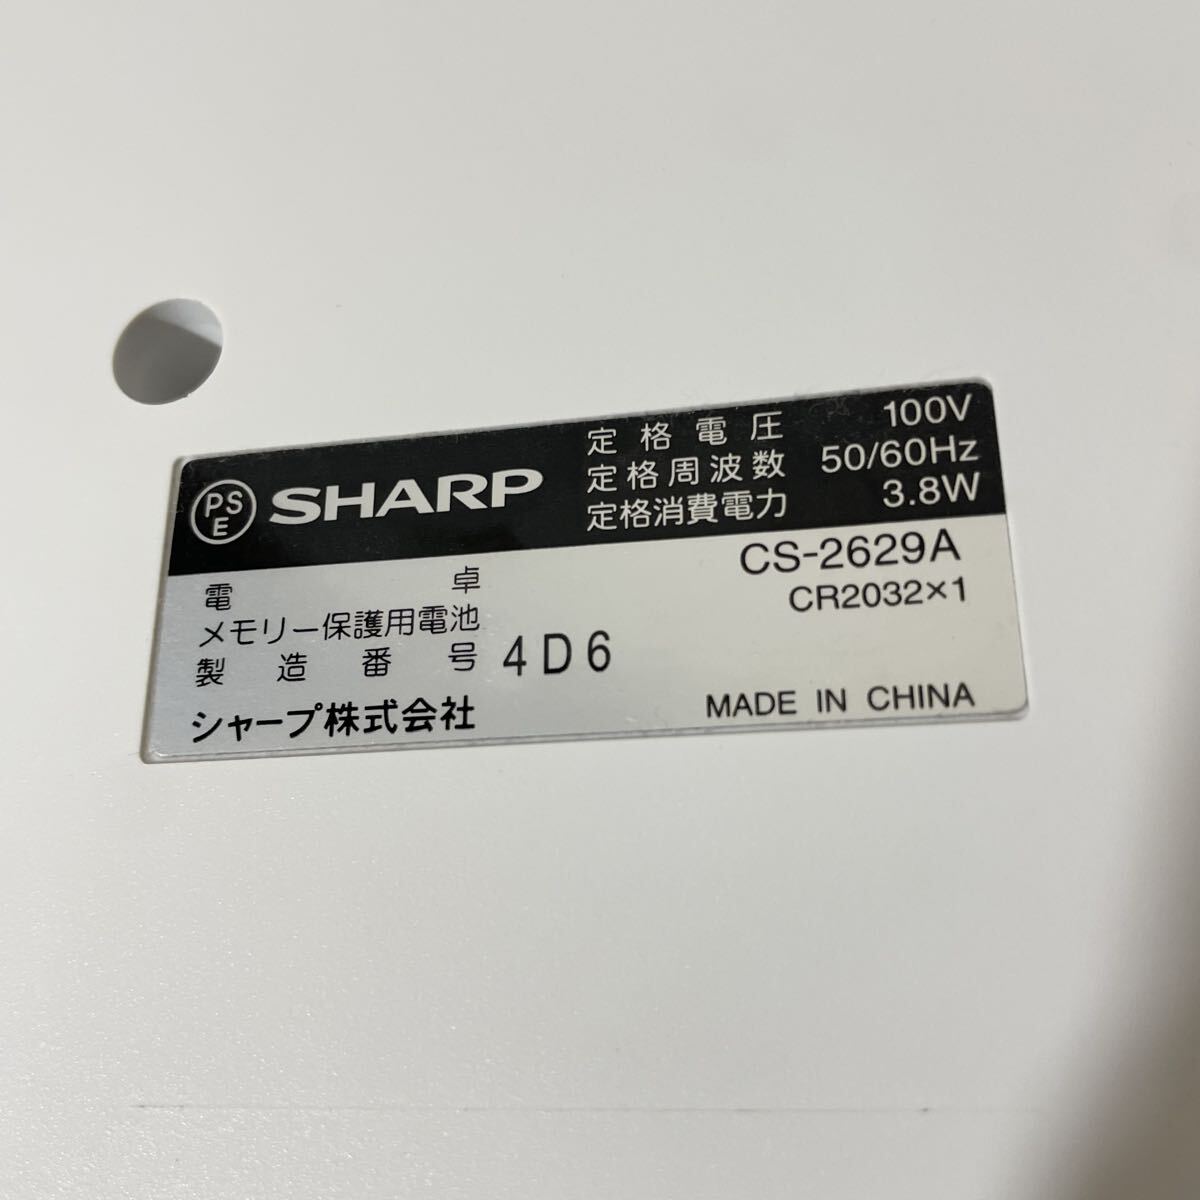 PS
E
SHARP
定格電圧 100V
定格周波数 50/60Hz
定格消費電力 3.8W
電卓 CS-2629A
メモリー保護用電池 CR2032×1
製造番号 4D6
シャープ株式会社 MADE IN CHINA